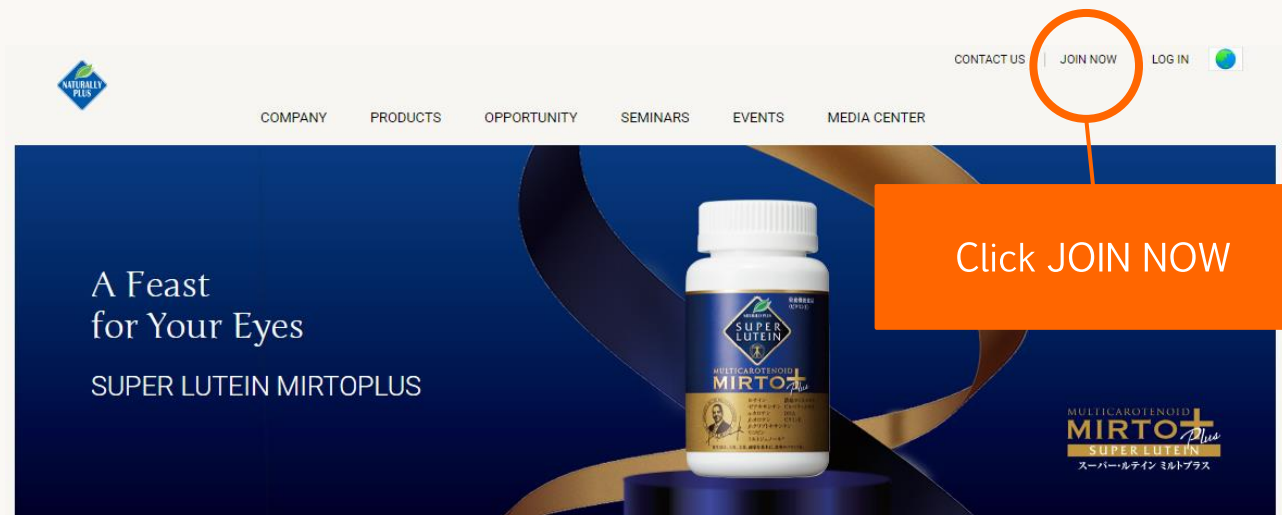 NATURALLY
PLUS
CONTACT US
JOIN NOW
LOG IN
COMPANY
PRODUCTS
OPPORTUNITY
SEMINARS
EVENTS
MEDIA CENTER
Click JOIN NOW
A Feast
for Your Eyes
SUPER LUTEIN MIRTOPLUS
SUPER
LUTEIN
MULTICAROTENOID
MIRTO+
Plus
MULTICAROTENOID
MIRTO+
Plus
SUPER LUTEIN
スーパー・ルテイン ミルトプラス